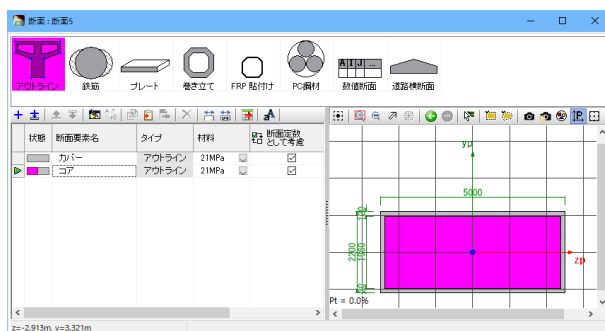 断面 : 断面5
アウトライン 鉄筋 プレート 巻き立て FRP 貼付け PC鋼材 数値断面 道路横断面
A I J ...
状態 断面要素名 タイプ 材料 断面定数として考慮
カバー アウトライン 21MPa
コア アウトライン 21MPa
yp
5000
2200
zp
Pt = 0.0%
z=-2.913m, y=3.321m